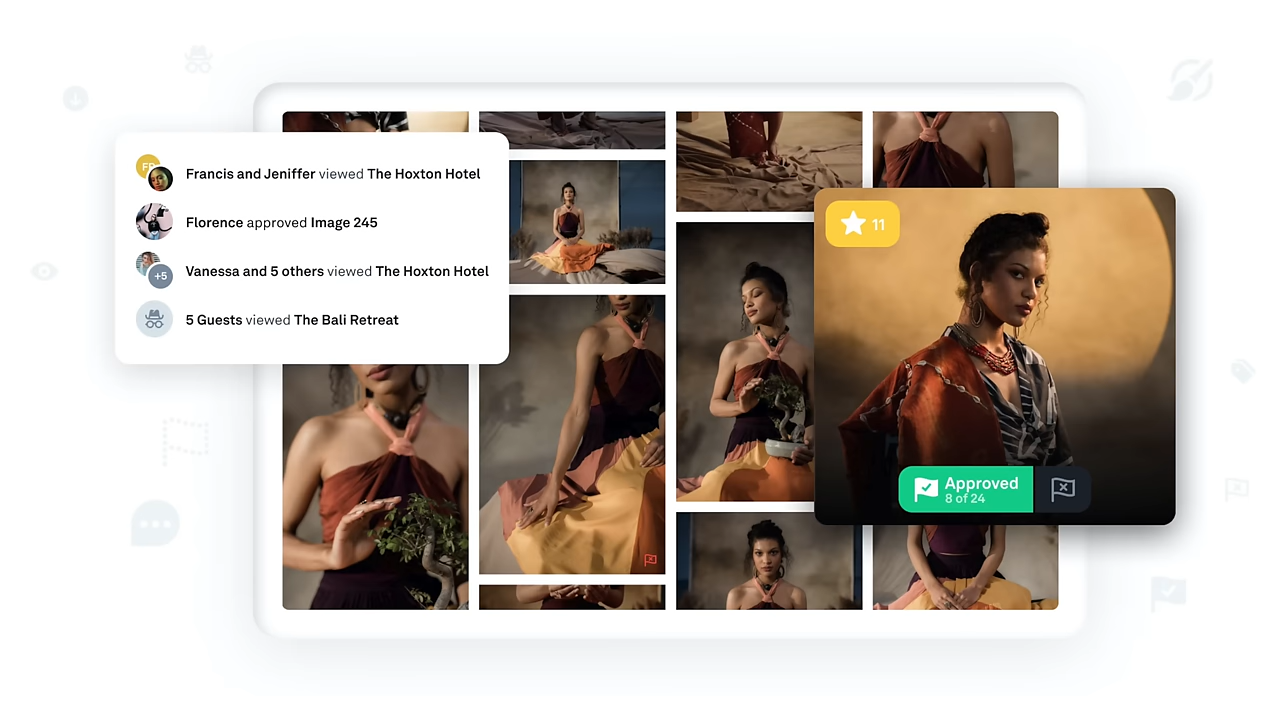 FR
Francis and Jeniffer viewed The Hoxton Hotel
Florence approved Image 245
+5
Vanessa and 5 others viewed The Hoxton Hotel
5 Guests viewed The Bali Retreat
11
Approved
8 of 24